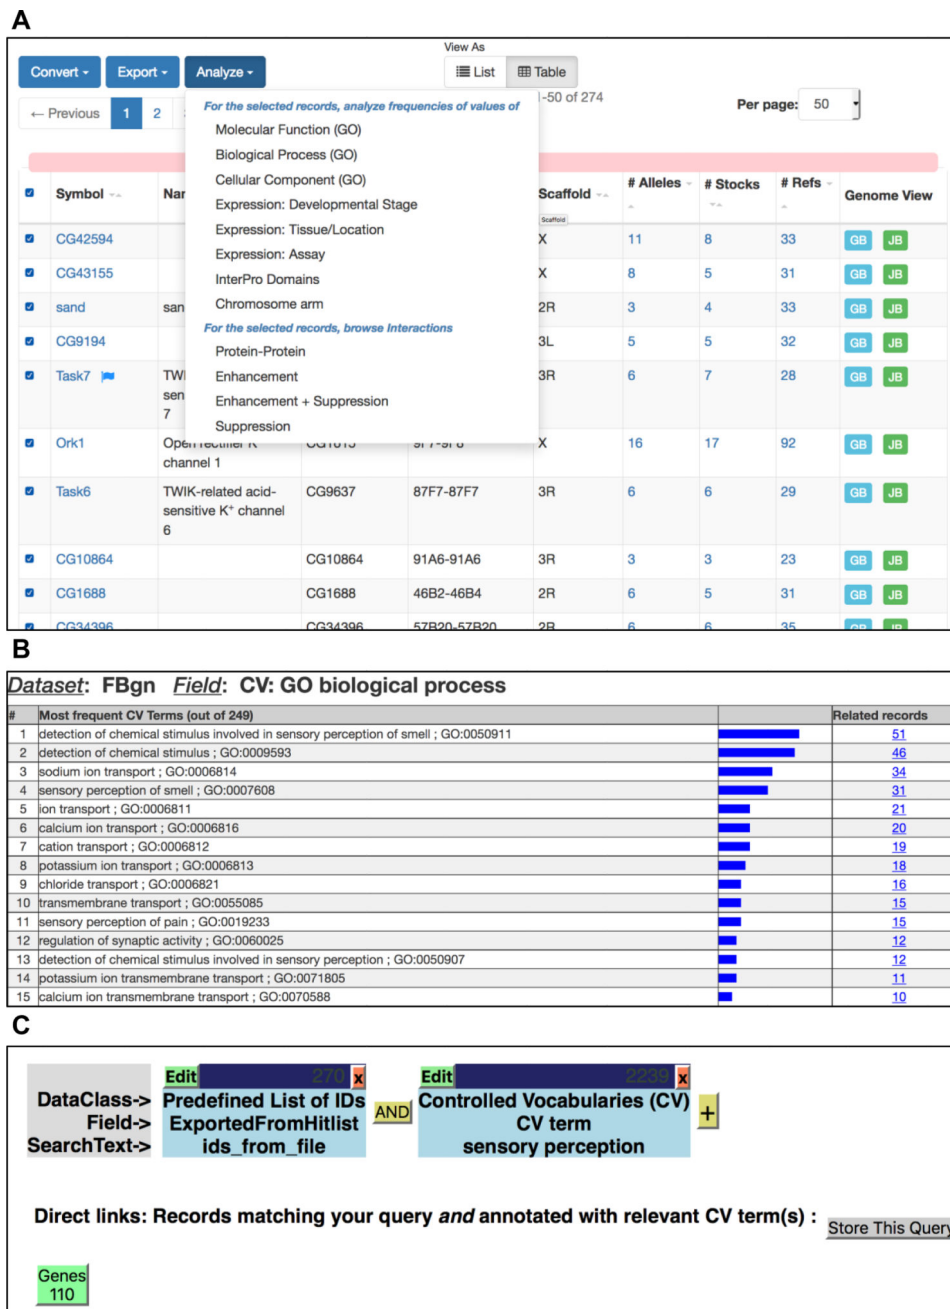 A
View As
Convert Export Analyze List Table
1-50 of 274
← Previous 1 2
Per page: 50
For the selected records, analyze frequencies of values of
Molecular Function (GO)
Biological Process (GO)
Cellular Component (GO)
Expression: Developmental Stage
Expression: Tissue/Location
Expression: Assay
InterPro Domains
Chromosome arm
For the selected records, browse Interactions
Protein-Protein
Enhancement
Enhancement + Suppression
Suppression
Symbol Scaffold # Alleles # Stocks # Refs Genome View
Scaffold
CG42594 X 11 8 33 GB JB
CG43155 X 8 5 31 GB JB
sand 2R 3 4 33 GB JB
CG9194 3L 5 5 32 GB JB
Task7 3R 6 7 28 GB JB
7
Ork1 Open rectifier K+ X 16 17 92 GB JB
channel 1
Task6 TWIK-related acid- CG9637 87F7-87F7 3R 6 6 29 GB JB
sensitive K+ channel
6
CG10864 CG10864 91A6-91A6 3R 3 3 23 GB JB
CG1688 CG1688 46B2-46B4 2R 6 5 31 GB JB
CG34396 CG34396 57B20-57B20 2R 6 6 35 GB JB
B
Dataset: FBgn Field: CV: GO biological process
# Most frequent CV Terms (out of 249) Related records
1 detection of chemical stimulus involved in sensory perception of smell ; GO:0050911 51
2 detection of chemical stimulus ; GO:0009593 46
3 sodium ion transport ; GO:0006814 34
4 sensory perception of smell ; GO:0007608 31
5 ion transport ; GO:0006811 21
6 calcium ion transport ; GO:0006816 20
7 cation transport ; GO:0006812 19
8 potassium ion transport ; GO:0006813 18
9 chloride transport ; GO:0006821 16
10 transmembrane transport ; GO:0055085 15
11 sensory perception of pain ; GO:0019233 15
12 regulation of synaptic activity ; GO:0060025 12
13 detection of chemical stimulus involved in sensory perception ; GO:0050907 12
14 potassium ion transmembrane transport ; GO:0071805 11
15 calcium ion transmembrane transport ; GO:0070588 10
C
Edit 270 x Edit 2239 x
DataClass-> Predefined List of IDs AND Controlled Vocabularies (CV) +
Field-> ExportedFromHitlist CV term
SearchText-> ids_from_file sensory perception
Direct links: Records matching your query and annotated with relevant CV term(s) : Store This Query
Genes
110